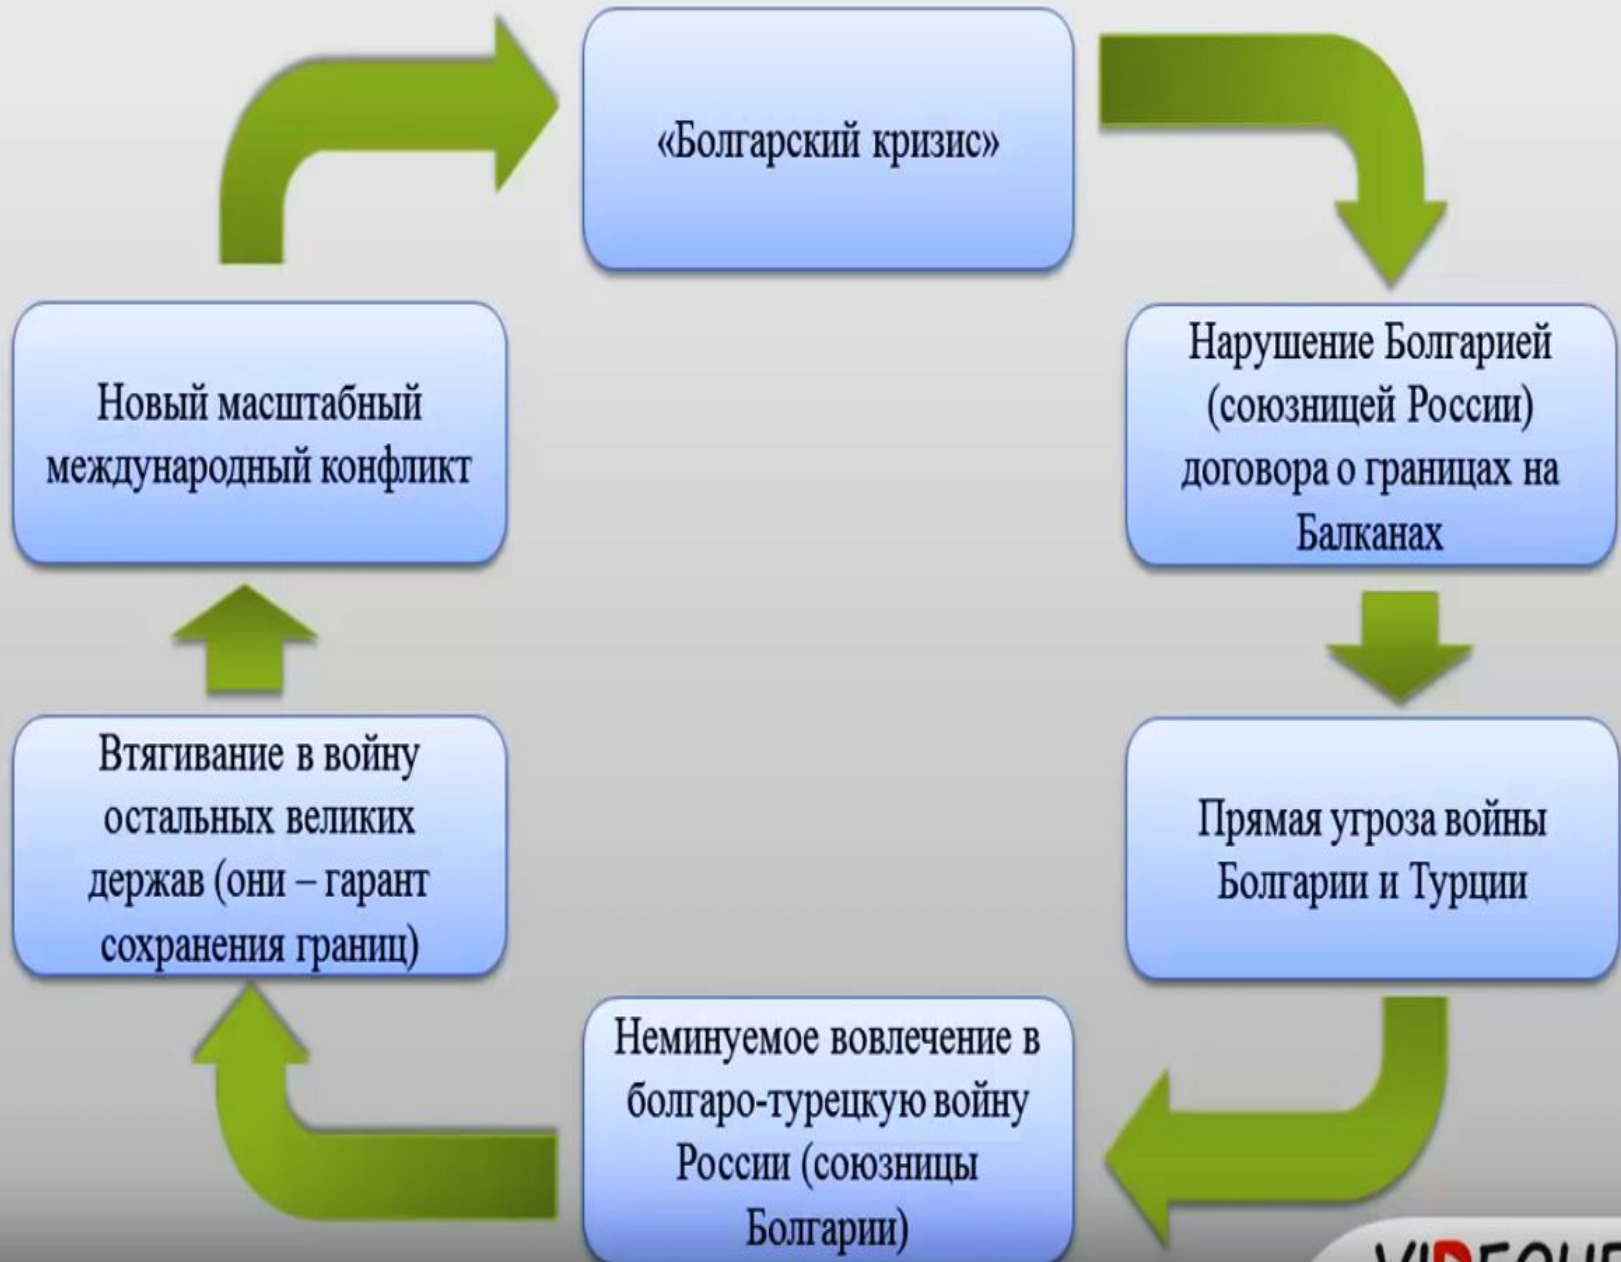 «Болгарский кризис»
Нарушение Болгарией
(союзницей России)
договора о границах на
Балканах
Прямая угроза войны
Болгарии и Турции
Неминуемое вовлечение в
болгаро-турецкую войну
России (союзницы
Болгарии)
Втягивание в войну
остальных великих
держав (они – гарант
сохранения границ)
Новый масштабный
международный конфликт